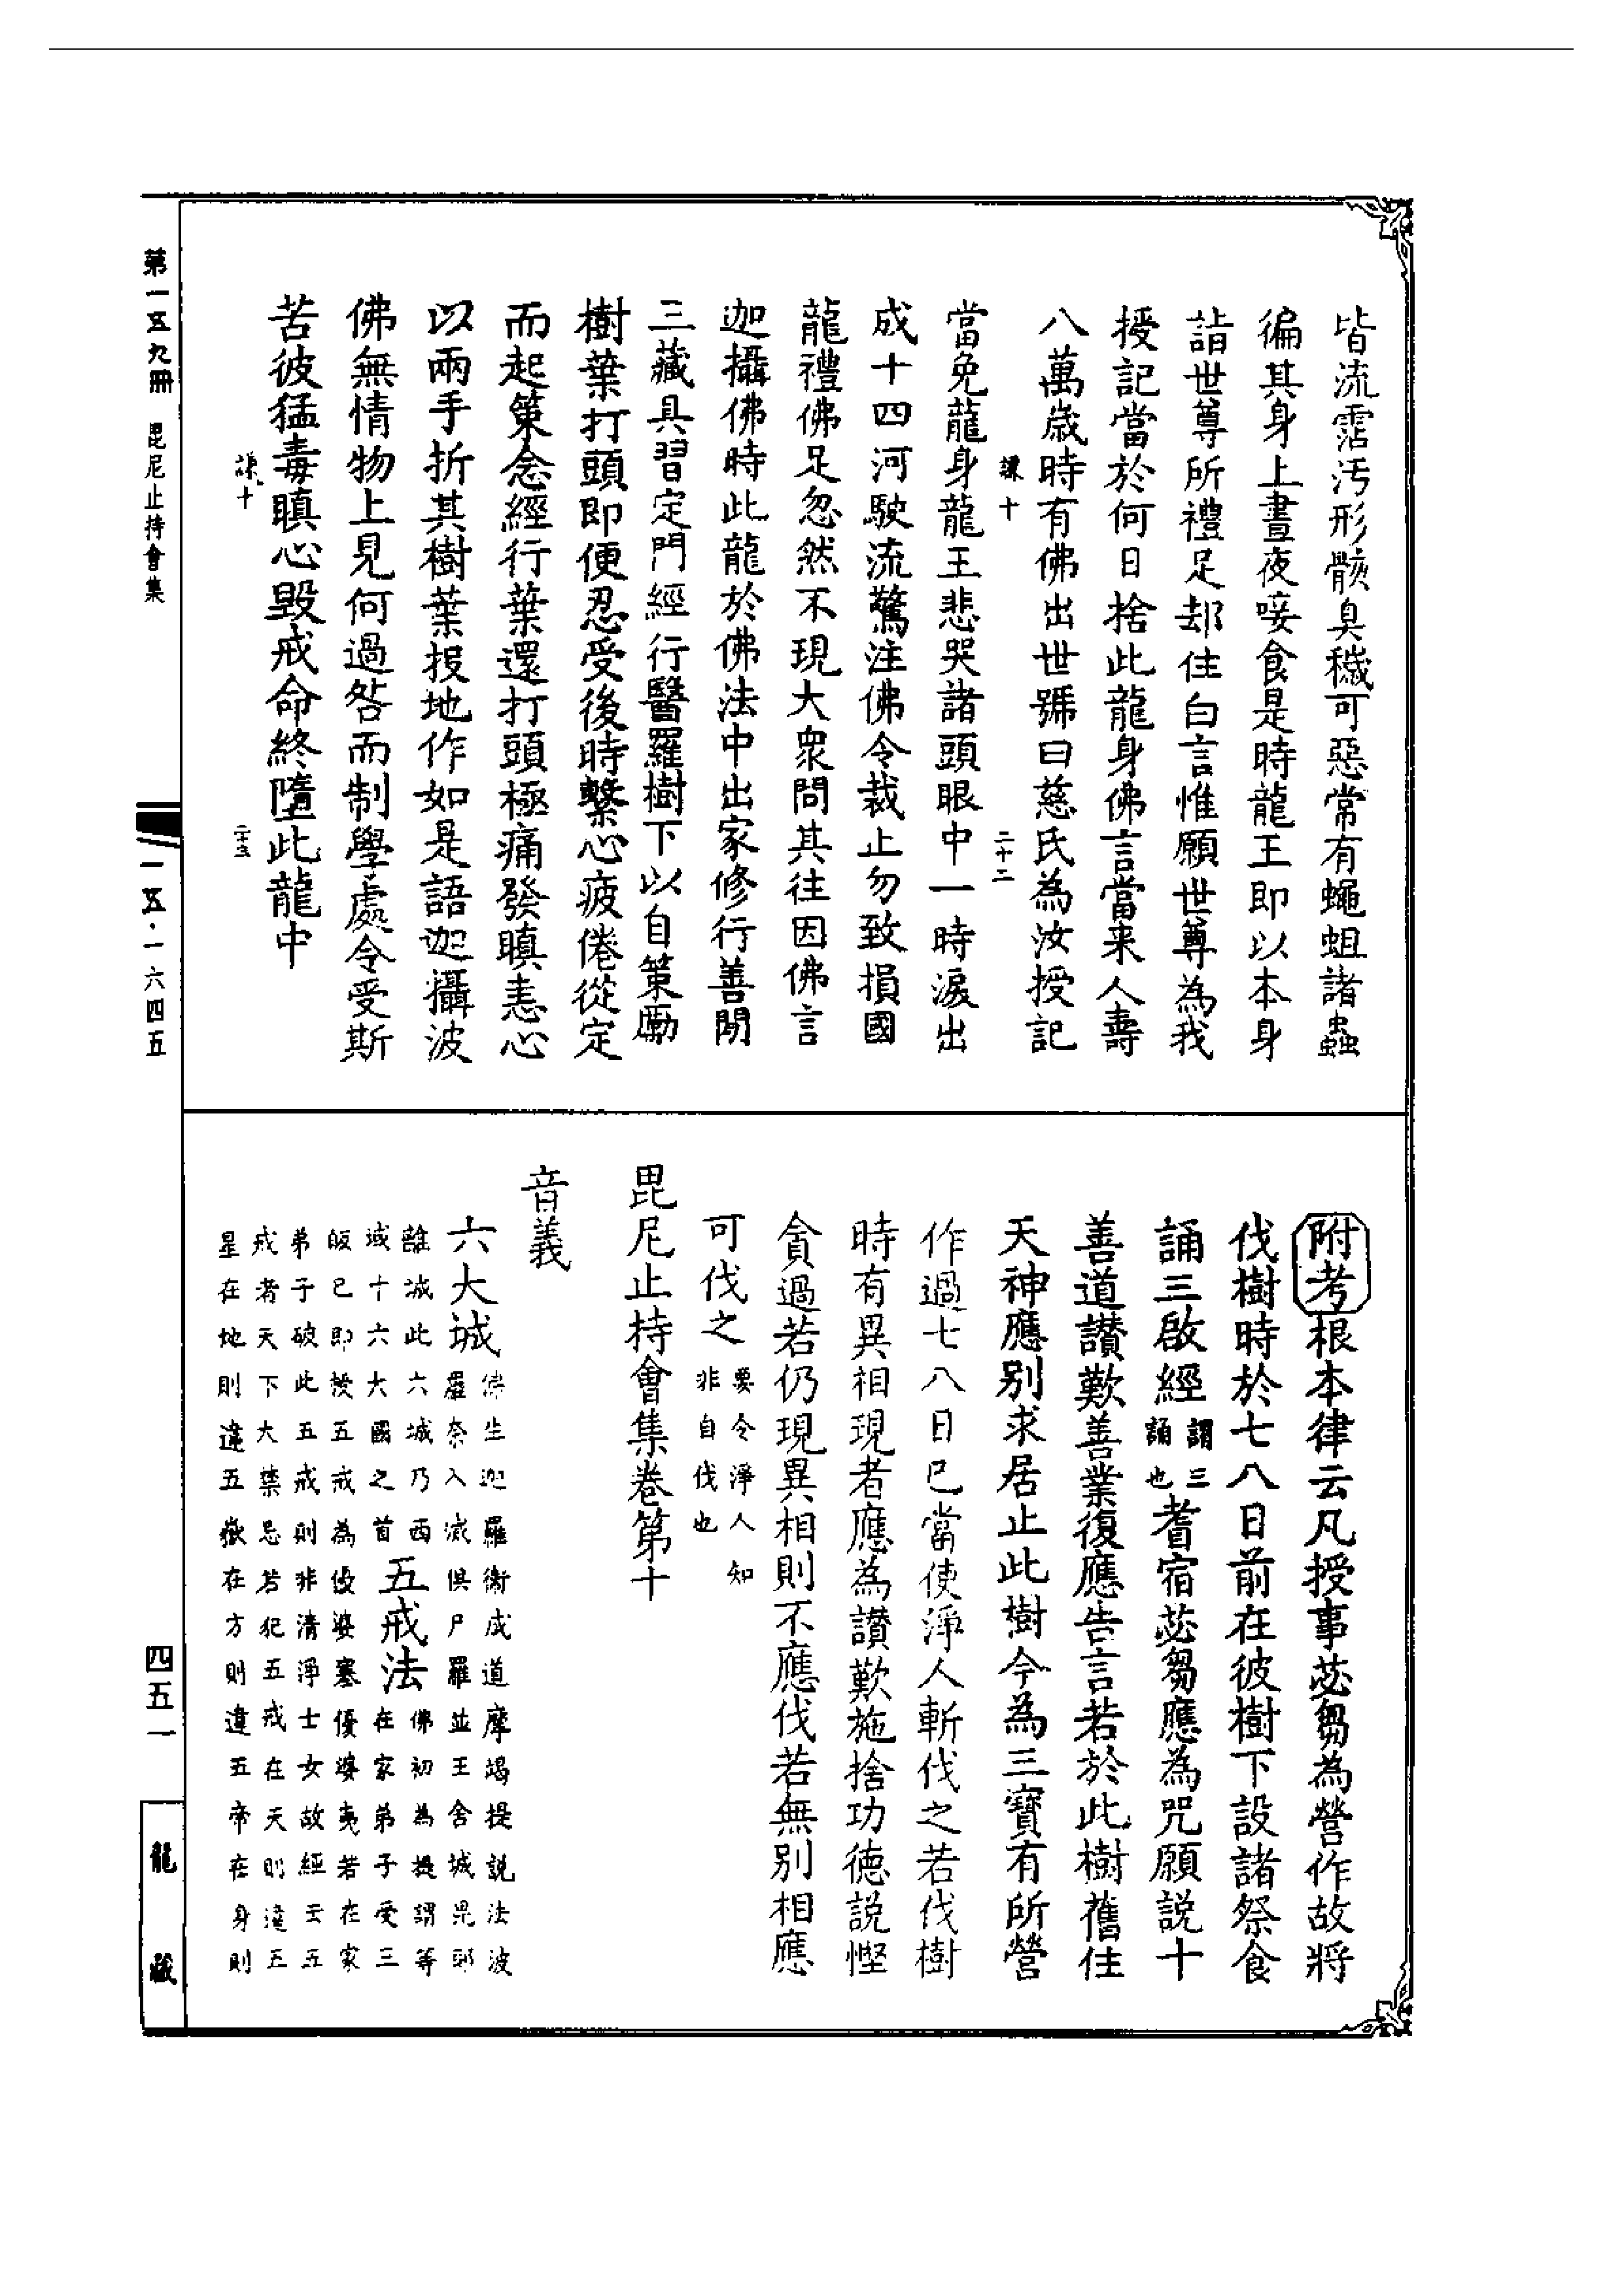 皆流霑污形骸臭穢可惡常有蠅蛆諸蟲
徧其身上晝夜唼食是時龍王即以本身
詣世尊所禮足却住白言惟願世尊為我
授記當於何日捨此龍身佛言當來人壽
八萬歲時有佛出世號曰慈氏為汝授記
謙十
二十二
當免龍身龍王悲哭諸頭眼中一時淚出
成十四河駛流驚注佛令裁止勿致損國
龍禮佛足忽然不現大眾問其往因佛言
迦攝佛時此龍於佛法中出家修行善閑
三藏具習定門經行醫羅樹下以自策勵
樹葉打頭即便忍受後時繫心疲倦從定
而起策念經行葉還打頭極痛發瞋恚心
以兩手折其樹葉投地作如是語迦攝波
佛無情物上見何過咎而制學處令受斯
苦彼猛毒瞋心毀戒命終墮此龍中
謙十
二十三
附考根本律云凡授事苾芻為營作故將
伐樹時於七八日前在彼樹下設諸祭食
誦三啟經謂三誦也耆宿苾芻應為咒願説十
善道讃歎善業復應告言若於此樹舊住
天神應別求居止此樹今為三寶有所營
作過七八日已當使淨人斬伐之若伐樹
時有異相現者應為讃歎施捨功德説慳
貪過若仍現異相則不應伐若無別相應
可伐之要令淨人知非自伐也
毘尼止持會集卷第十
音義
六大城佛生迦羅衛成道摩竭提説法波
羅奈入滅俱尸羅並王舍城毘耶
離城此六城乃西
域十六大國之首
五戒法佛初為提謂等
在家弟子受三
皈已即授五戒為優婆塞優婆夷若在家
弟子破此五戒則非清淨士女故經云五
戒者天下大禁忌若犯五戒在天則違五
星在地則違五嶽在方則違五帝在身則
第一五九冊
毘尼止持會集
一五·一六四五
四五一
龍藏